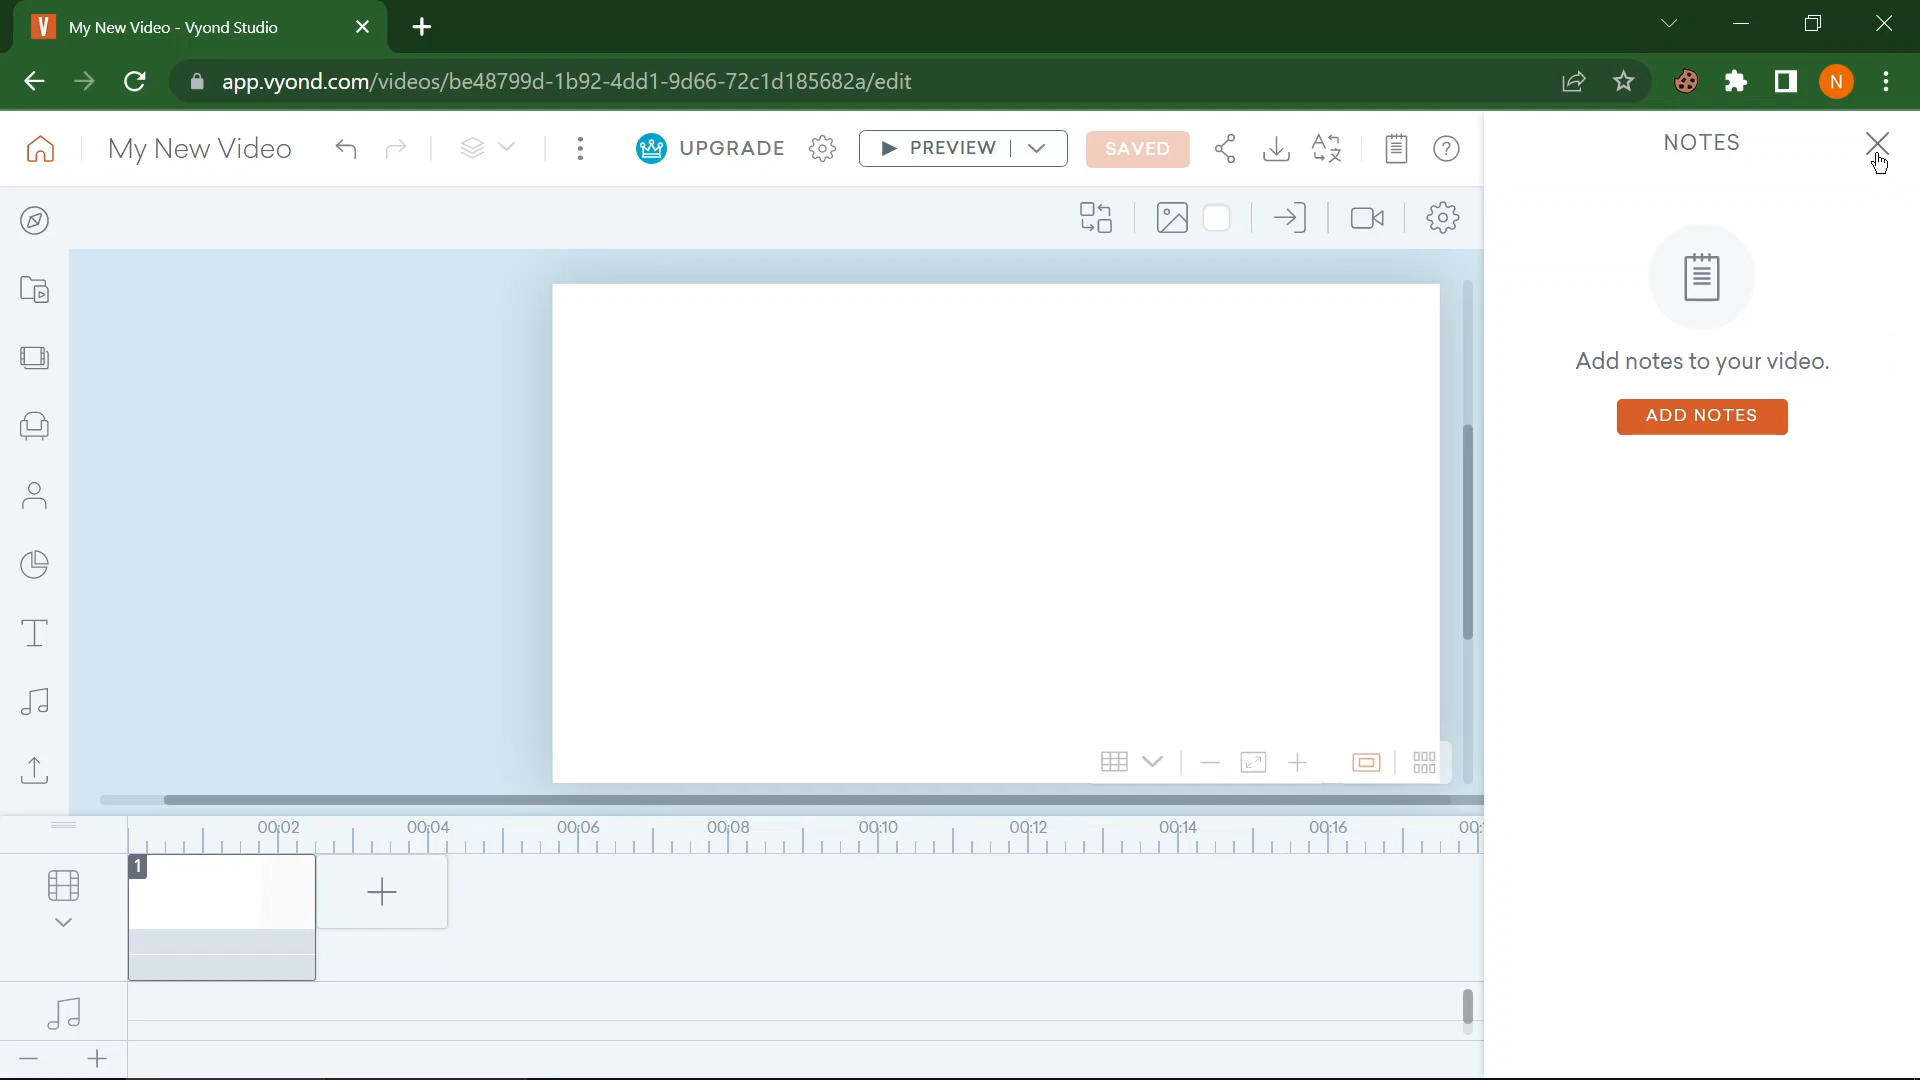 My New Video - Vyond Studio
app.vyond.com/videos/be48799d-1b92-4dd1-9d66-72c1d185682a/edit
N
My New Video
UPGRADE
PREVIEW
SAVED
NOTES
Add notes to your video.
ADD NOTES
00:02 00:04 00:06 00:08 00:10 00:12 00:14 00:16 00:
1